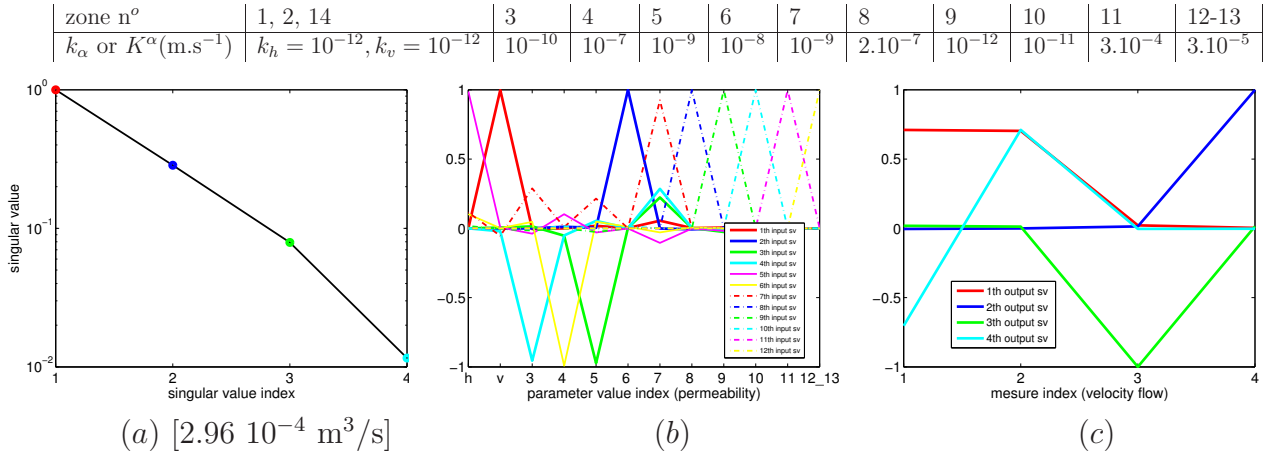 zone nᵒ 1, 2, 14 3 4 5 6 7 8 9 10 11 12-13
k_α or K^α(m.s⁻¹) k_h = 10⁻¹², k_v = 10⁻¹² 10⁻¹⁰ 10⁻⁷ 10⁻⁹ 10⁻⁸ 10⁻⁹ 2.10⁻⁷ 10⁻¹² 10⁻¹¹ 3.10⁻⁴ 3.10⁻⁵
10⁰
10⁻¹
10⁻²
singular value
1 2 3 4
singular value index
(a) [2.96 10⁻⁴ m³/s]
1
0.5
0
−0.5
−1
1th input sv
2th input sv
3th input sv
4th input sv
5th input sv
6th input sv
7th input sv
8th input sv
9th input sv
10th input sv
11th input sv
12th input sv
h v 3 4 5 6 7 8 9 10 11 12_13
parameter value index (permeability)
(b)
1
0.5
0
−0.5
−1
1th output sv
2th output sv
3th output sv
4th output sv
1 2 3 4
mesure index (velocity flow)
(c)